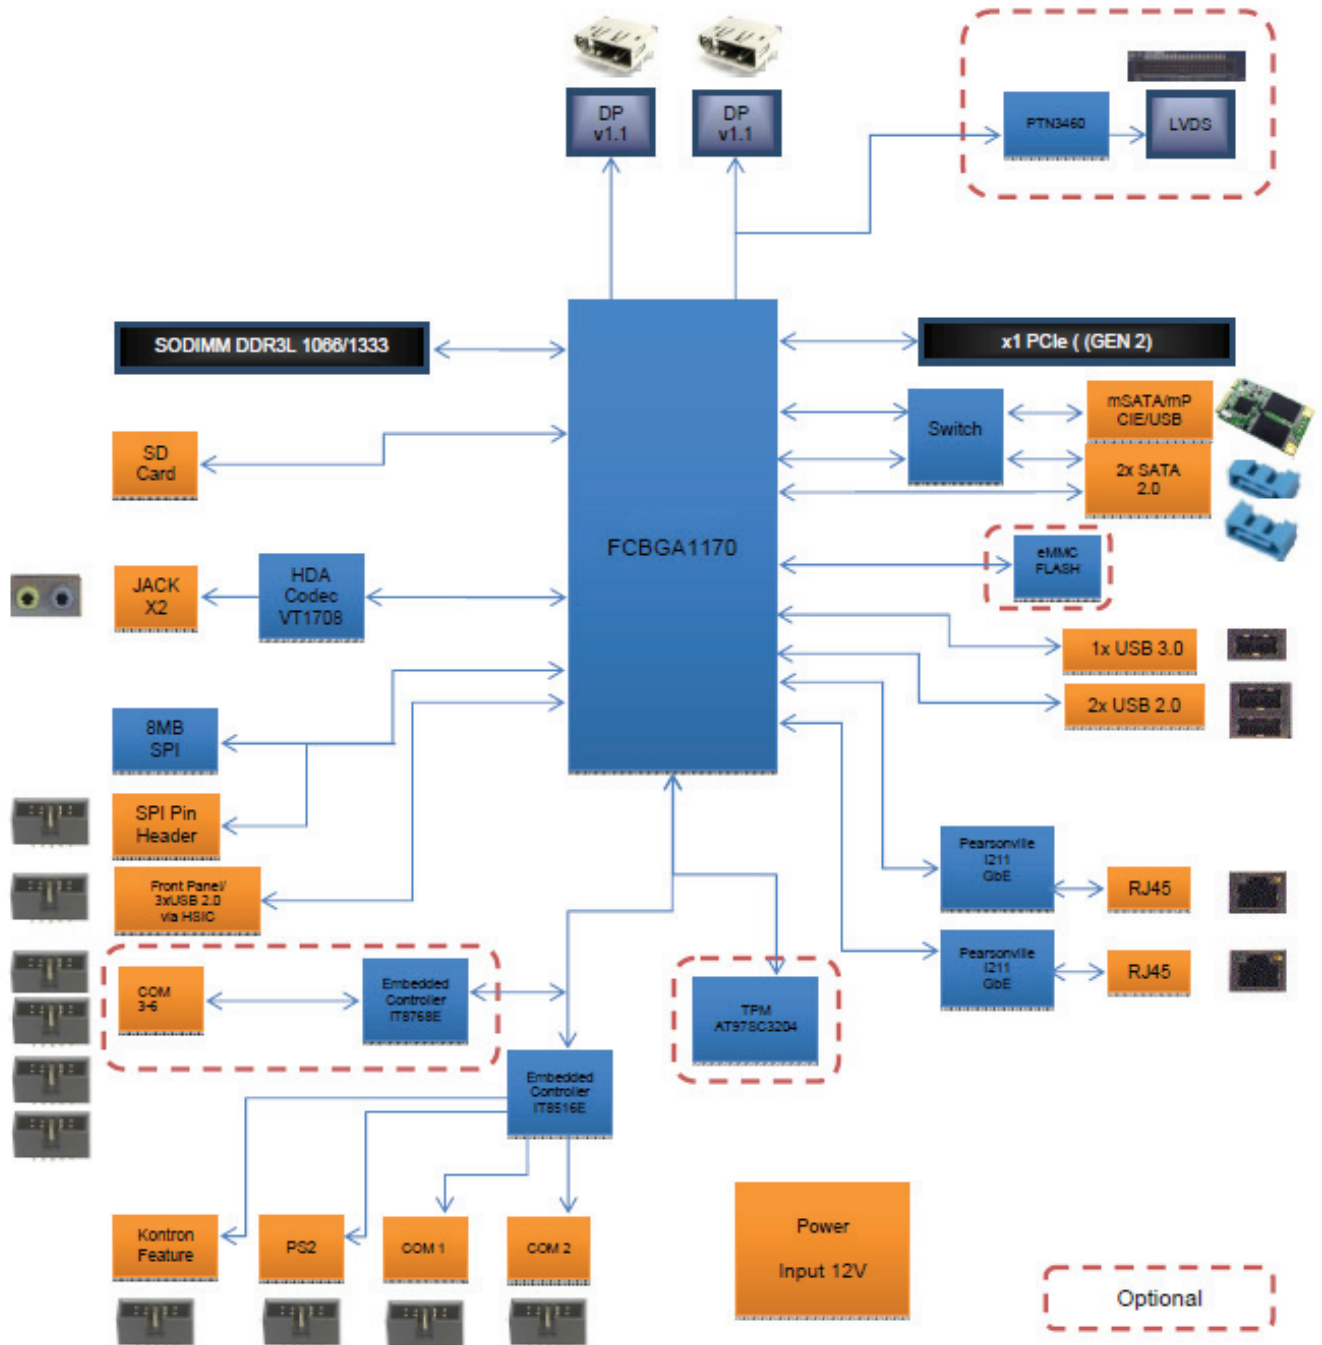 DP
v1.1
DP
v1.1
PTN3460
LVDS
SODIMM DDR3L 1066/1333
x1 PCIe ( (GEN 2)
mSATA/mP
CIE/USB
Switch
SD
Card
2x SATA
2.0
FCBGA1170
eMMC
FLASH
JACK
X2
HDA
Codec
VT1708
1x USB 3.0
2x USB 2.0
8MB
SPI
SPI Pin
Header
Pearsonville
I211
GbE
RJ45
Front Panel/
3xUSB 2.0
via HSIC
Pearsonville
I211
GbE
RJ45
COM
3-6
Embedded
Controller
IT8768E
TPM
AT97SC3204
Embedded
Controller
IT8516E
Kontron
Feature
PS2
COM 1
COM 2
Power
Input 12V
Optional